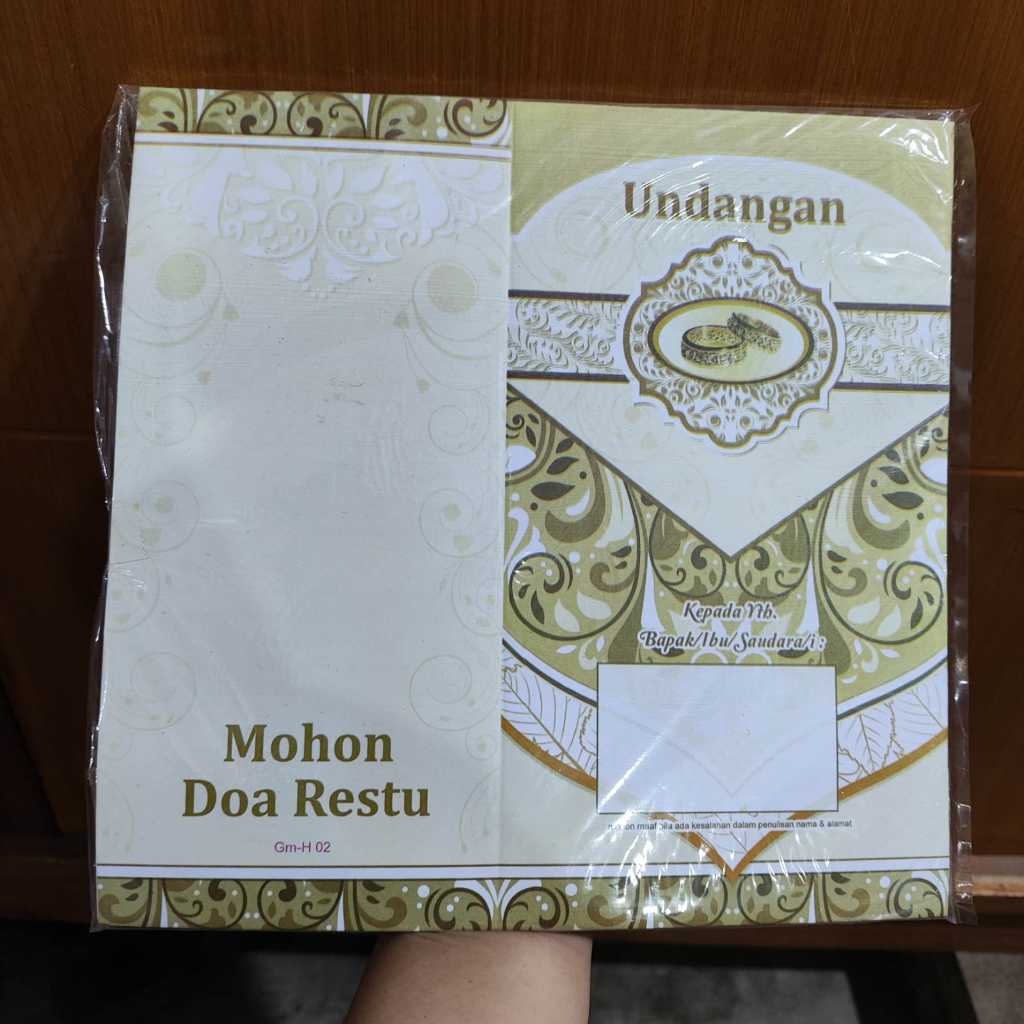 Mohon
Doa Restu
Gm-H 02
Undangan
Kepada Yth.
Bapak/Ibu/Saudara/i :
mohon maaf bila ada kesalahan dalam penulisan nama & alamat